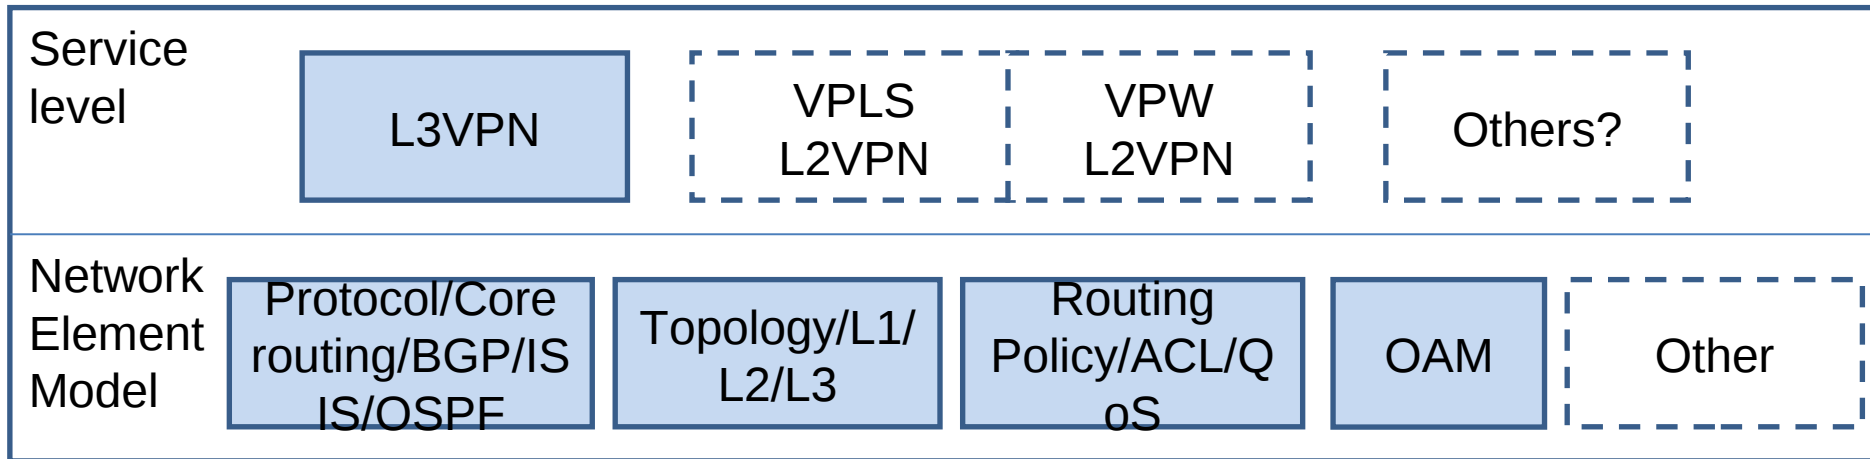 Service
level
L3VPN
VPLS
L2VPN
VPW
L2VPN
Others?
Network
Element
Model
Protocol/Core
routing/BGP/IS
IS/OSPF
Topology/L1/
L2/L3
Routing
Policy/ACL/Q
oS
OAM
Other